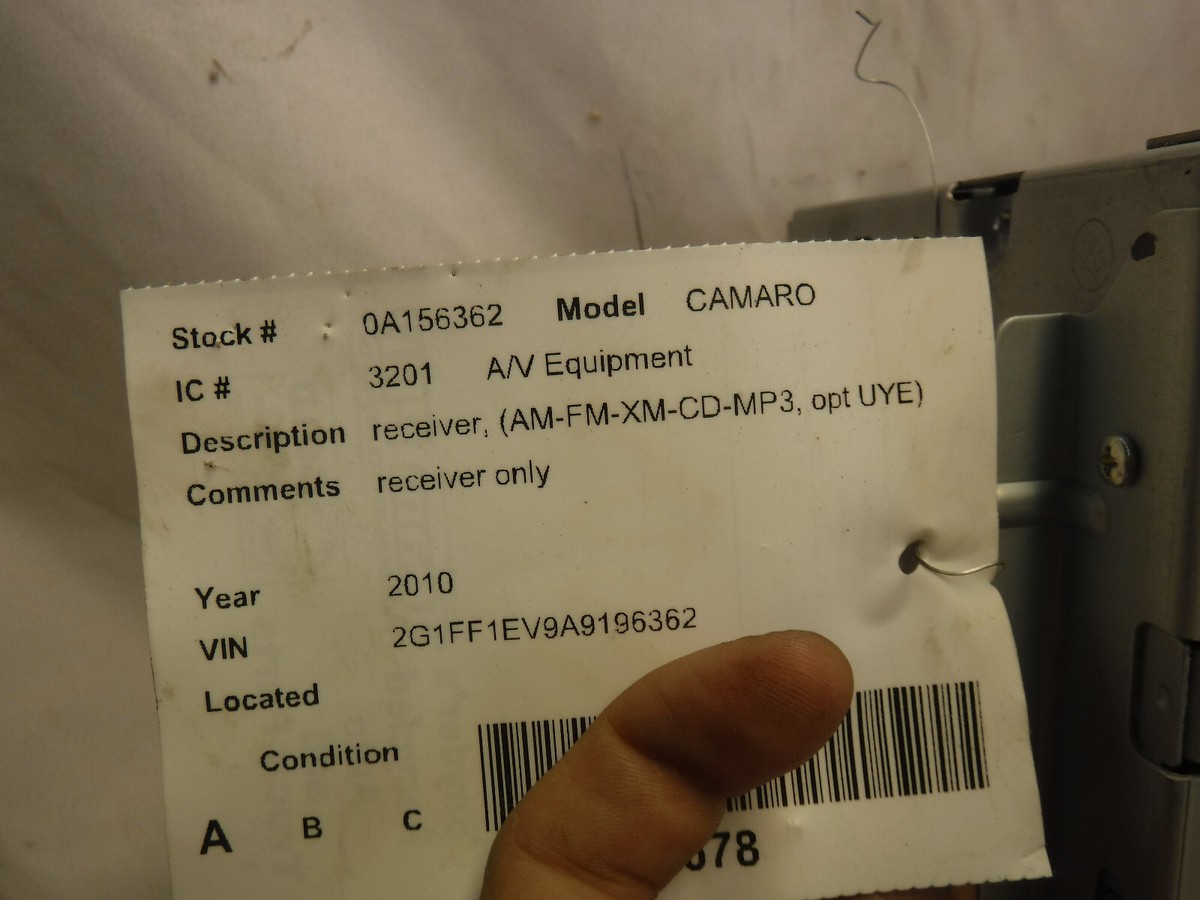 Stock # 0A156362 Model CAMARO
IC # 3201 A/V Equipment
Description receiver, (AM-FM-XM-CD-MP3, opt UYE)
Comments receiver only
Year 2010
VIN 2G1FF1EV9A9196362
Located
Condition
A B C
78